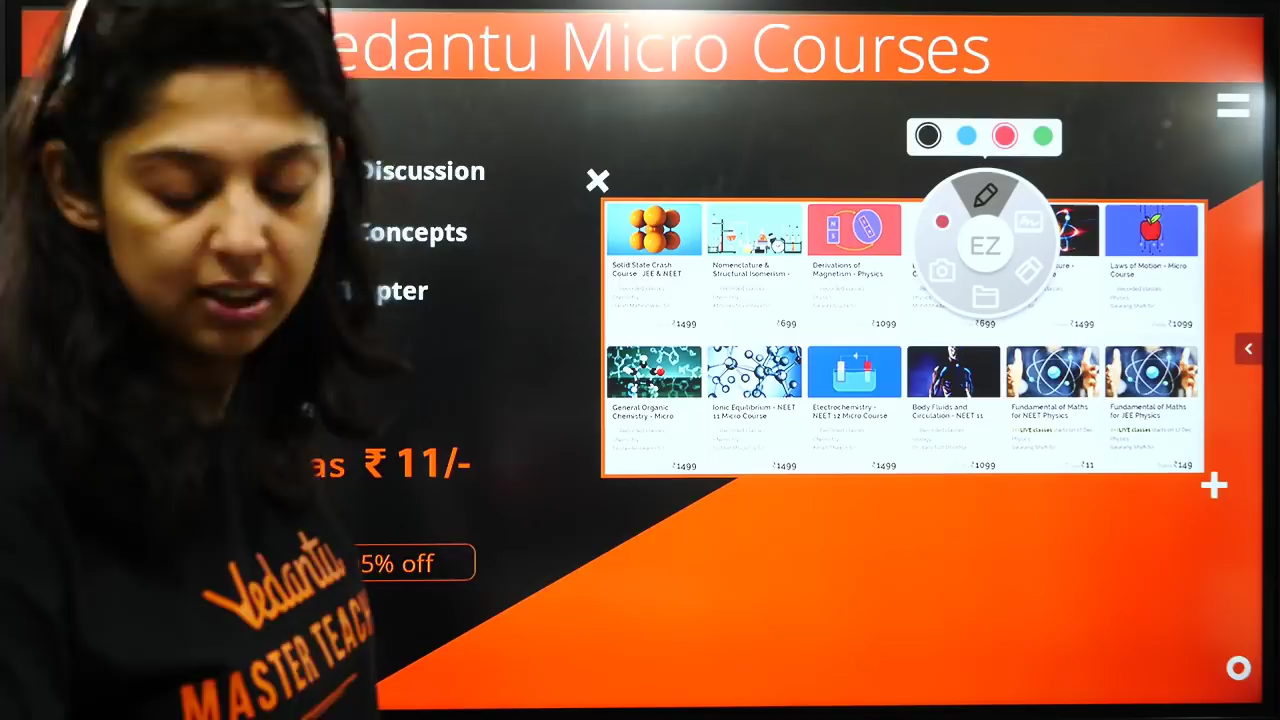 edantu Micro Courses
Discussion
Concepts
pter
as ₹ 11/-
5% off
EZ
Solid State Crash
Course JEE & NEET
₹1499
Nomenclature &
Structural Isomerism -
₹699
Derivations of
Magnetism - Physics
₹1099
₹699
₹1499
Laws of Motion - Micro
Course
₹1099
General Organic
Chemistry - Micro
₹1499
Ionic Equilibrium - NEET
11 Micro Course
₹1499
Electrochemistry -
NEET 12 Micro Course
₹1499
Body Fluids and
Circulation - NEET 11
₹1099
Fundamental of Maths
for NEET Physics
LIVE classes
₹11
Fundamental of Maths
for JEE Physics
LIVE classes
₹149
Vedantu
MASTER TEACH